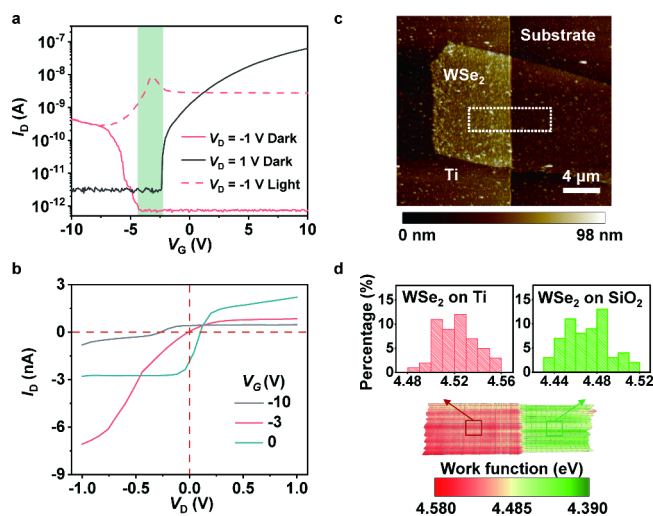 a
10⁻⁶
10⁻⁷
10⁻⁸
10⁻⁹
10⁻¹⁰
10⁻¹¹
10⁻¹²
I_D (A)
V_D = -1 V Dark
V_D = 1 V Dark
V_D = -1 V Light
-10 -5 0 5 10
V_G (V)
b
3
0
-3
-6
-9
I_D (nA)
V_G (V)
-10
-3
0
-1.0 -0.5 0.0 0.5 1.0
V_D (V)
c
Substrate
WSe₂
Ti
4 μm
0 nm 98 nm
d
Percentage (%)
15
10
5
0
WSe₂ on Ti
4.48 4.52 4.56
WSe₂ on SiO₂
4.44 4.48 4.52
Work function (eV)
4.580 4.485 4.390